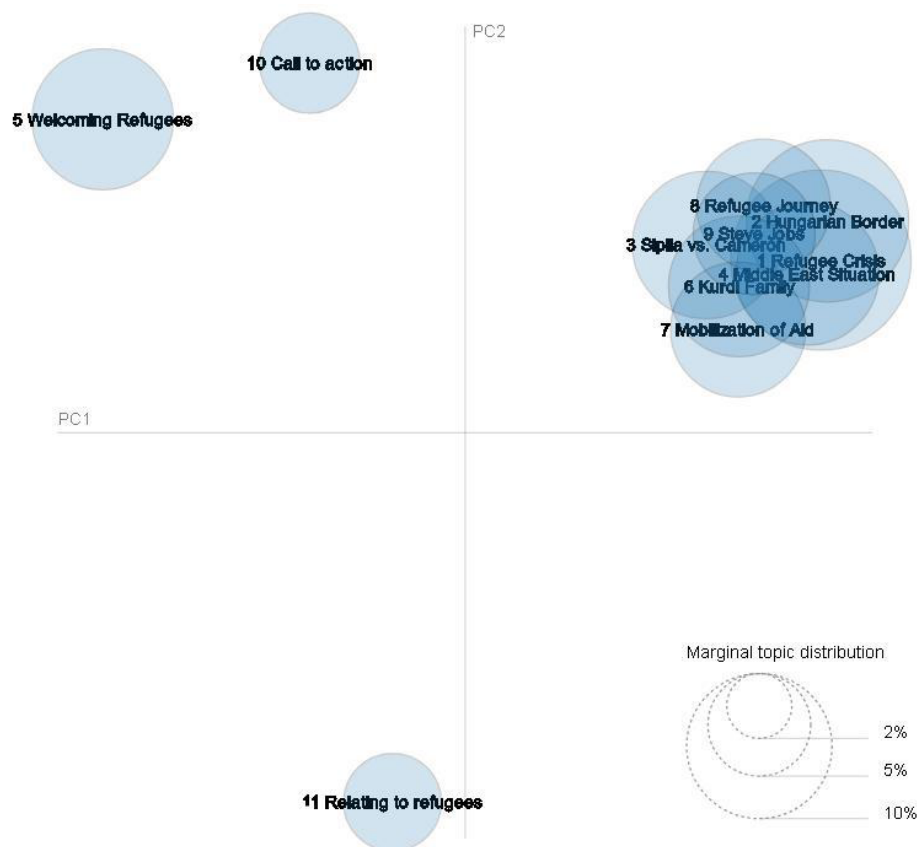 PC2
10 Call to action
5 Welcoming Refugees
8 Refugee Journey
2 Hungarian Border
9 Steve Jobs
3 Sipila vs. Cameron
1 Refugee Crisis
4 Middle East Situation
6 Kurdi Family
7 Mobilization of Aid
PC1
Marginal topic distribution
2%
5%
10%
11 Relating to refugees